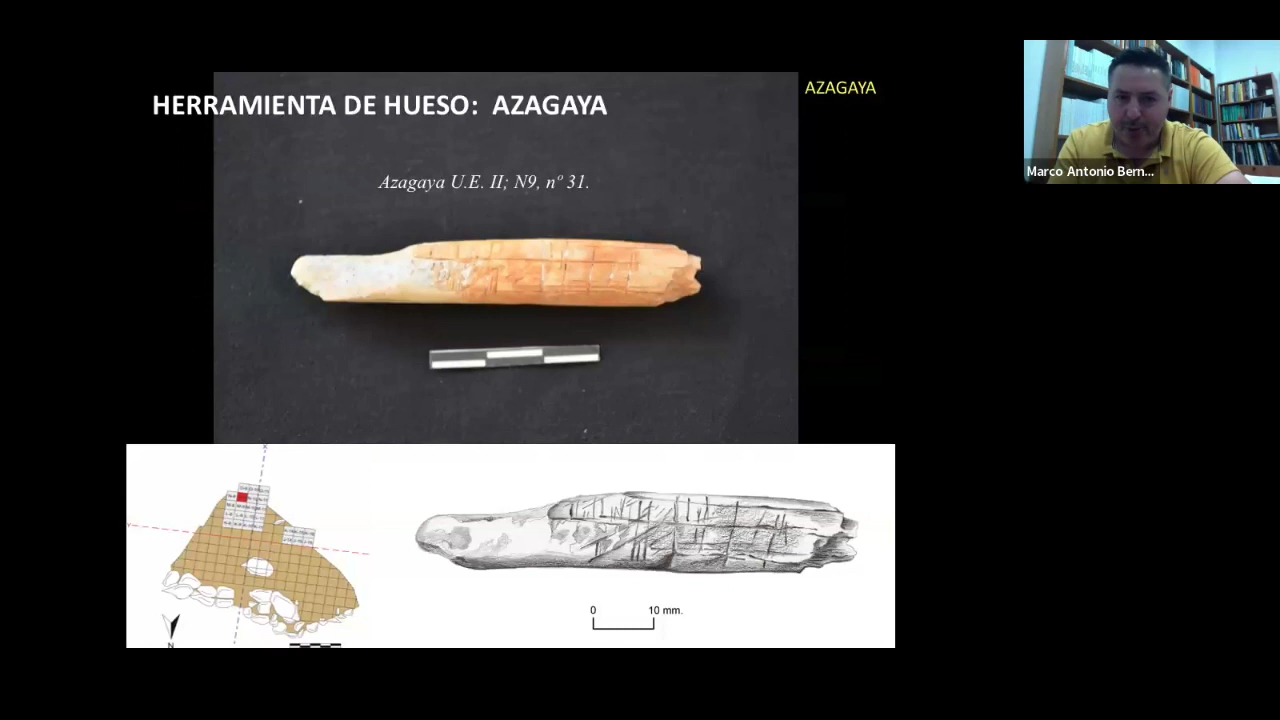 HERRAMIENTA DE HUESO: AZAGAYA
AZAGAYA
Azagaya U.E. II; N9, nº 31.
Marco Antonio Bern...
0 10 mm.
N